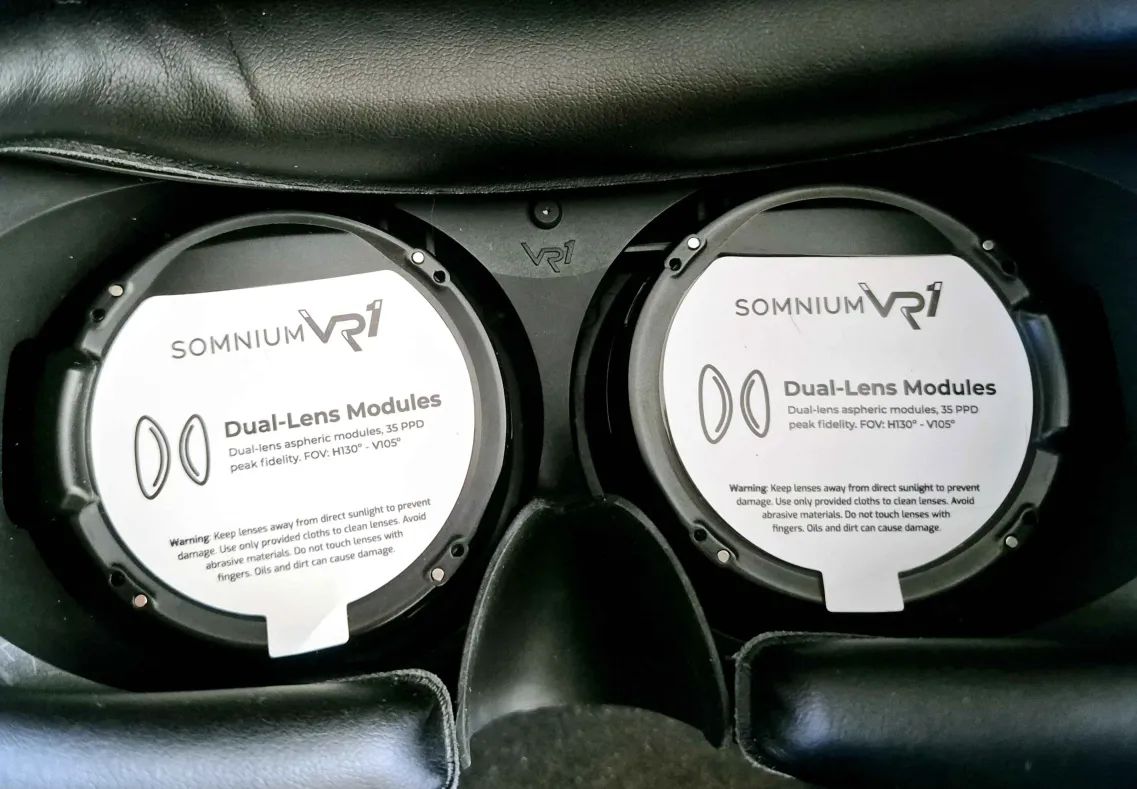 VR1
SOMNIUM VR1
Dual-Lens Modules
Dual-lens aspheric modules, 35 PPD
peak fidelity. FOV: H130° - V105°
Warning: Keep lenses away from direct sunlight to prevent
damage. Use only provided cloths to clean lenses. Avoid
abrasive materials. Do not touch lenses with
fingers. Oils and dirt can cause damage.
SOMNIUM VR1
Dual-Lens Modules
Dual-lens aspheric modules, 35 PPD
peak fidelity. FOV: H130° - V105°
Warning: Keep lenses away from direct sunlight to prevent
damage. Use only provided cloths to clean lenses. Avoid
abrasive materials. Do not touch lenses with
fingers. Oils and dirt can cause damage.